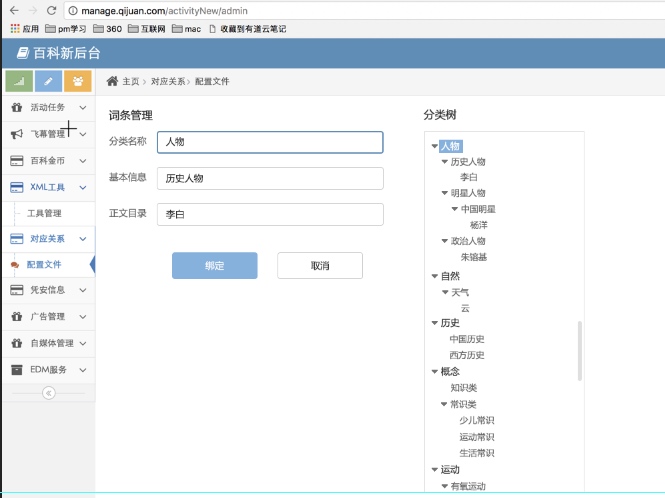 manage.qijuan.com/activityNew/admin
应用 pm学习 360 互联网 mac 收藏到有道云笔记
百科新后台
主页 › 对应关系 › 配置文件
活动任务
飞幕管理
百科金币
XML工具
工具管理
对应关系
配置文件
凭安信息
广告管理
自媒体管理
EDM服务
词条管理
分类名称 人物
基本信息 历史人物
正文目录 李白
绑定 取消
分类树
人物
历史人物
李白
明星人物
中国明星
杨洋
政治人物
朱镕基
自然
天气
云
历史
中国历史
西方历史
概念
知识类
常识类
少儿常识
运动常识
生活常识
运动
有氧运动